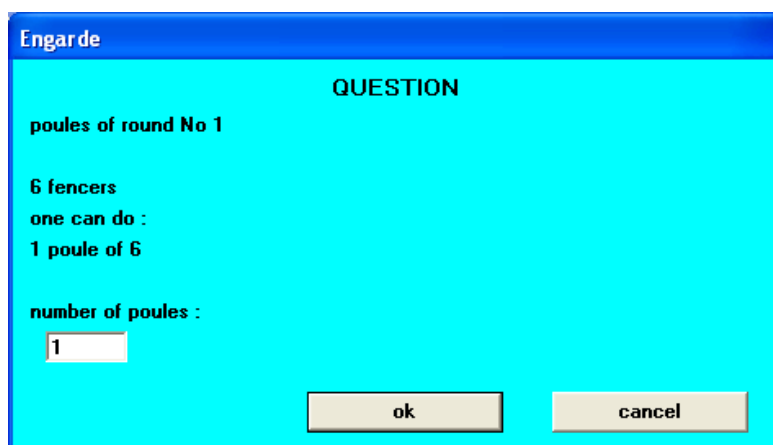 Engarde
QUESTION
poules of round No 1
6 fencers
one can do :
1 poule of 6
number of poules :
1
ok cancel